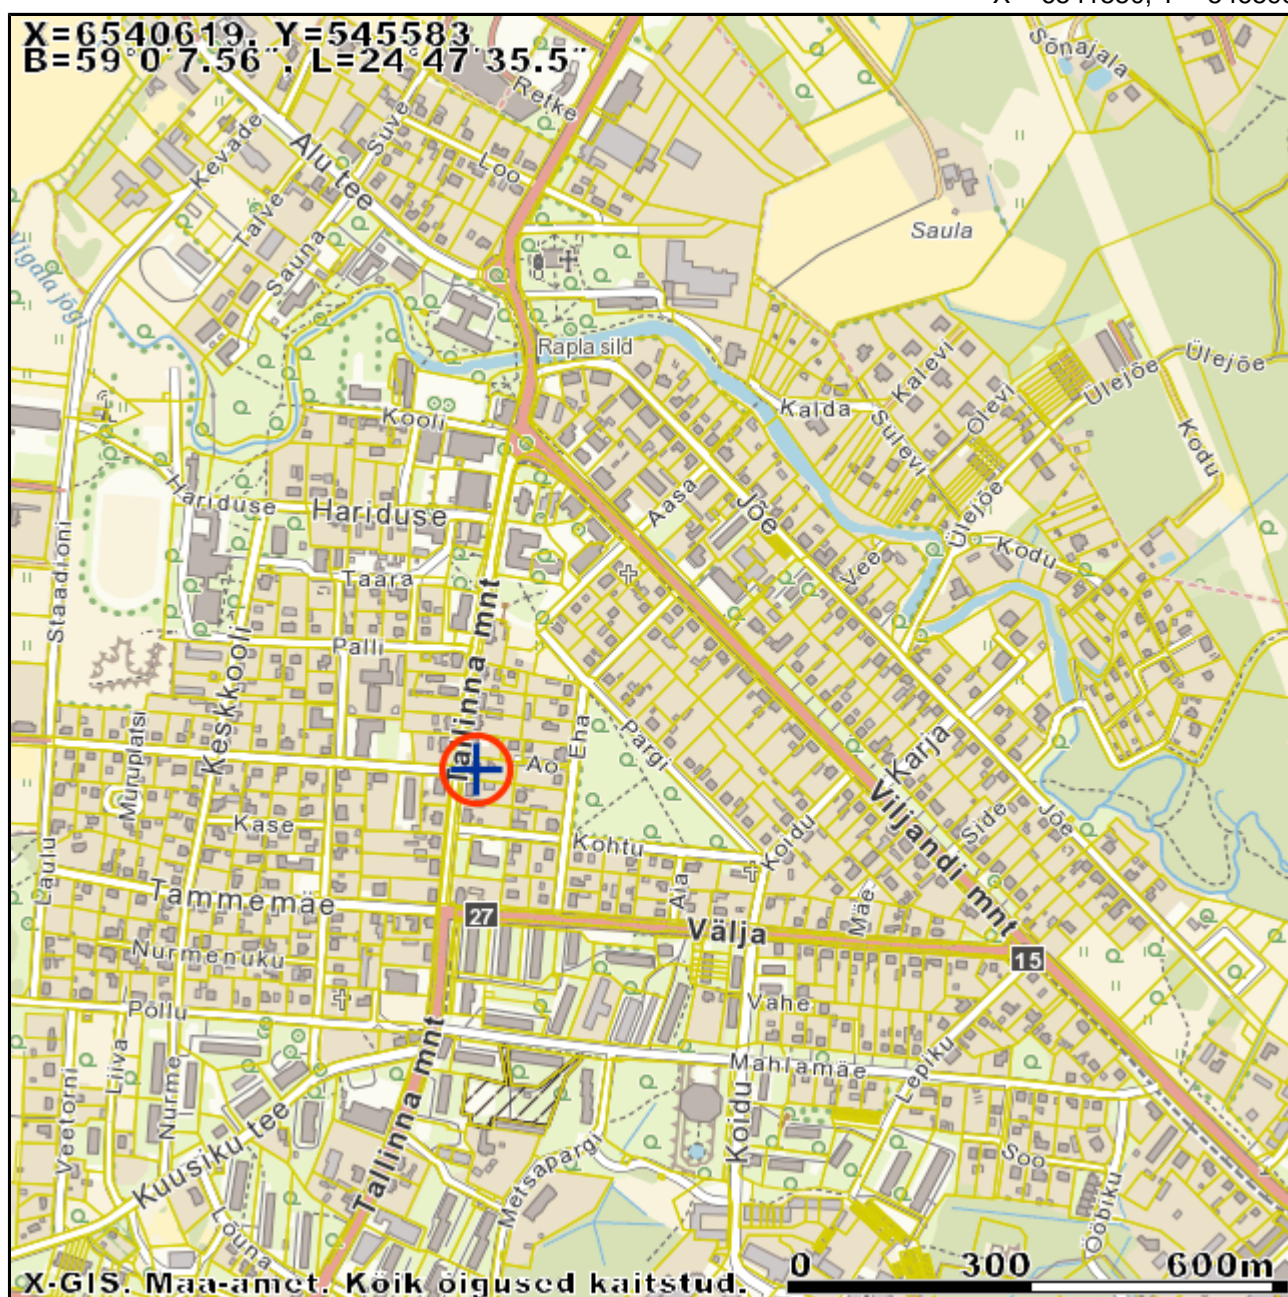 X=6540619, Y=545583
B=59°0'7.56", L=24°47'35.5"
Sõnajala
Retke
Suve
Kevade
Alu tee
Loo
Talve
Sauna
Saula
Vigala jõgi
Rapla sild
Kalevi
Ülejõe
Ülejõe
Olevi
Kalda
Sulevi
Kooli
Kodu
Hariduse
Hariduse
Aasa
Jõe
Ülejõe
Kodu
Staadioni
Taara
Vee
Tallinna mnt
Palli
Keskkooli
Muruplatsi
Eha
Pargi
Karja
Ao
Viljandi mnt
Kase
Kohtu
Koidu
Side
Jõe
Laulu
Tammemäe
Aia
Mäe
27
Välja
15
Nurmenuku
Põllu
Vahe
Mahlamäe
Lepiku
Veetorni
Liiva
Nurme
Kuusiku tee
Tallinna mnt
Koidu
Metsapargi
Soo
Ööbiku
Lõuna
0 300 600m
X-GIS. Maa-amet. Kõik õigused kaitstud.